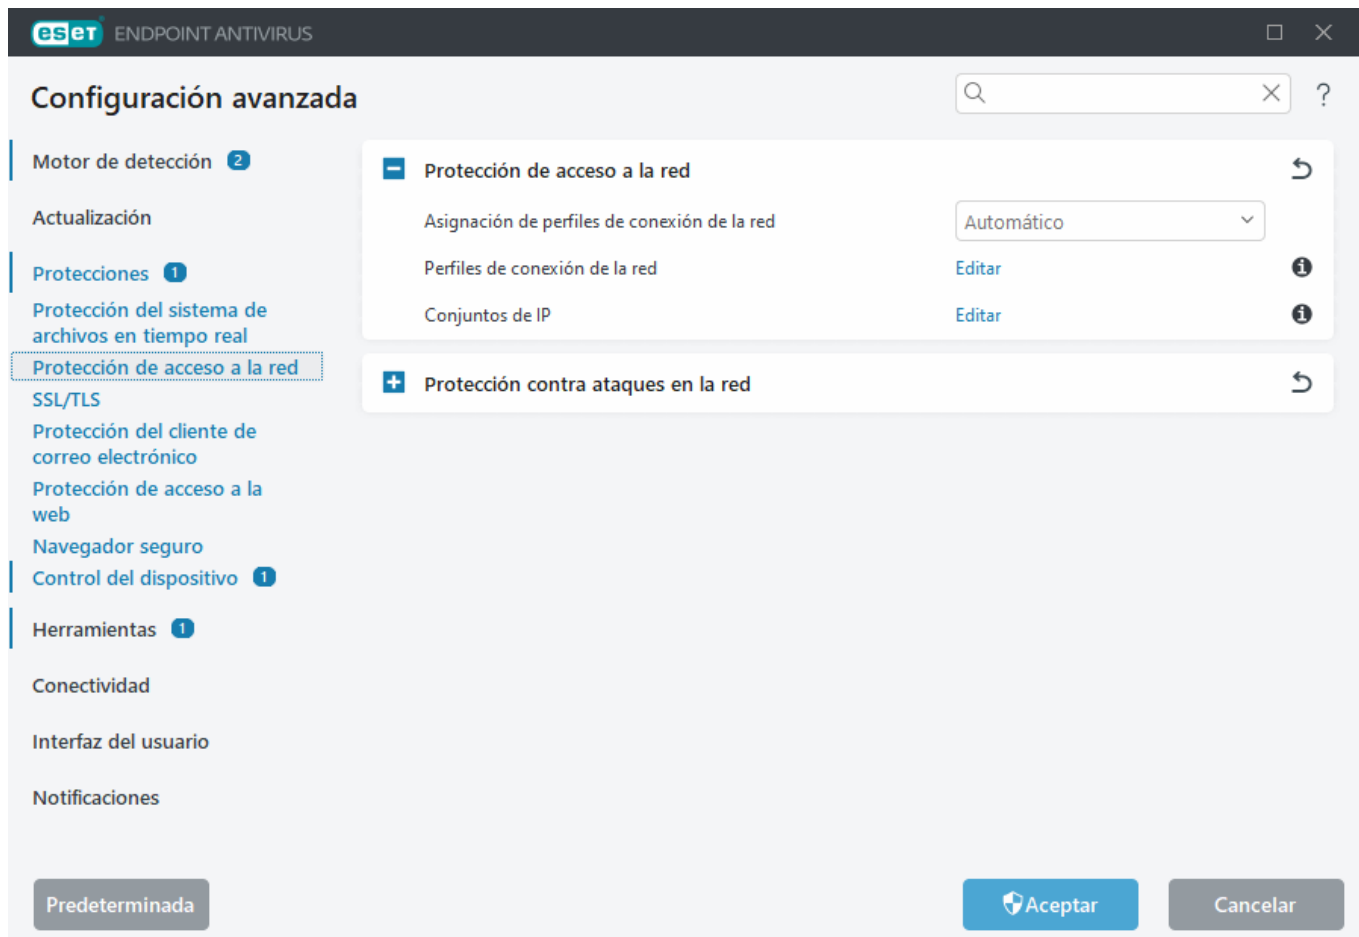 eset ENDPOINT ANTIVIRUS
Configuración avanzada
?
Motor de detección 2
Actualización
Protecciones 1
Protección del sistema de
archivos en tiempo real
Protección de acceso a la red
SSL/TLS
Protección del cliente de
correo electrónico
Protección de acceso a la
web
Navegador seguro
Control del dispositivo 1
Herramientas 1
Conectividad
Interfaz del usuario
Notificaciones
Protección de acceso a la red
Asignación de perfiles de conexión de la red Automático
Perfiles de conexión de la red Editar
Conjuntos de IP Editar
Protección contra ataques en la red
Predeterminada
Aceptar
Cancelar